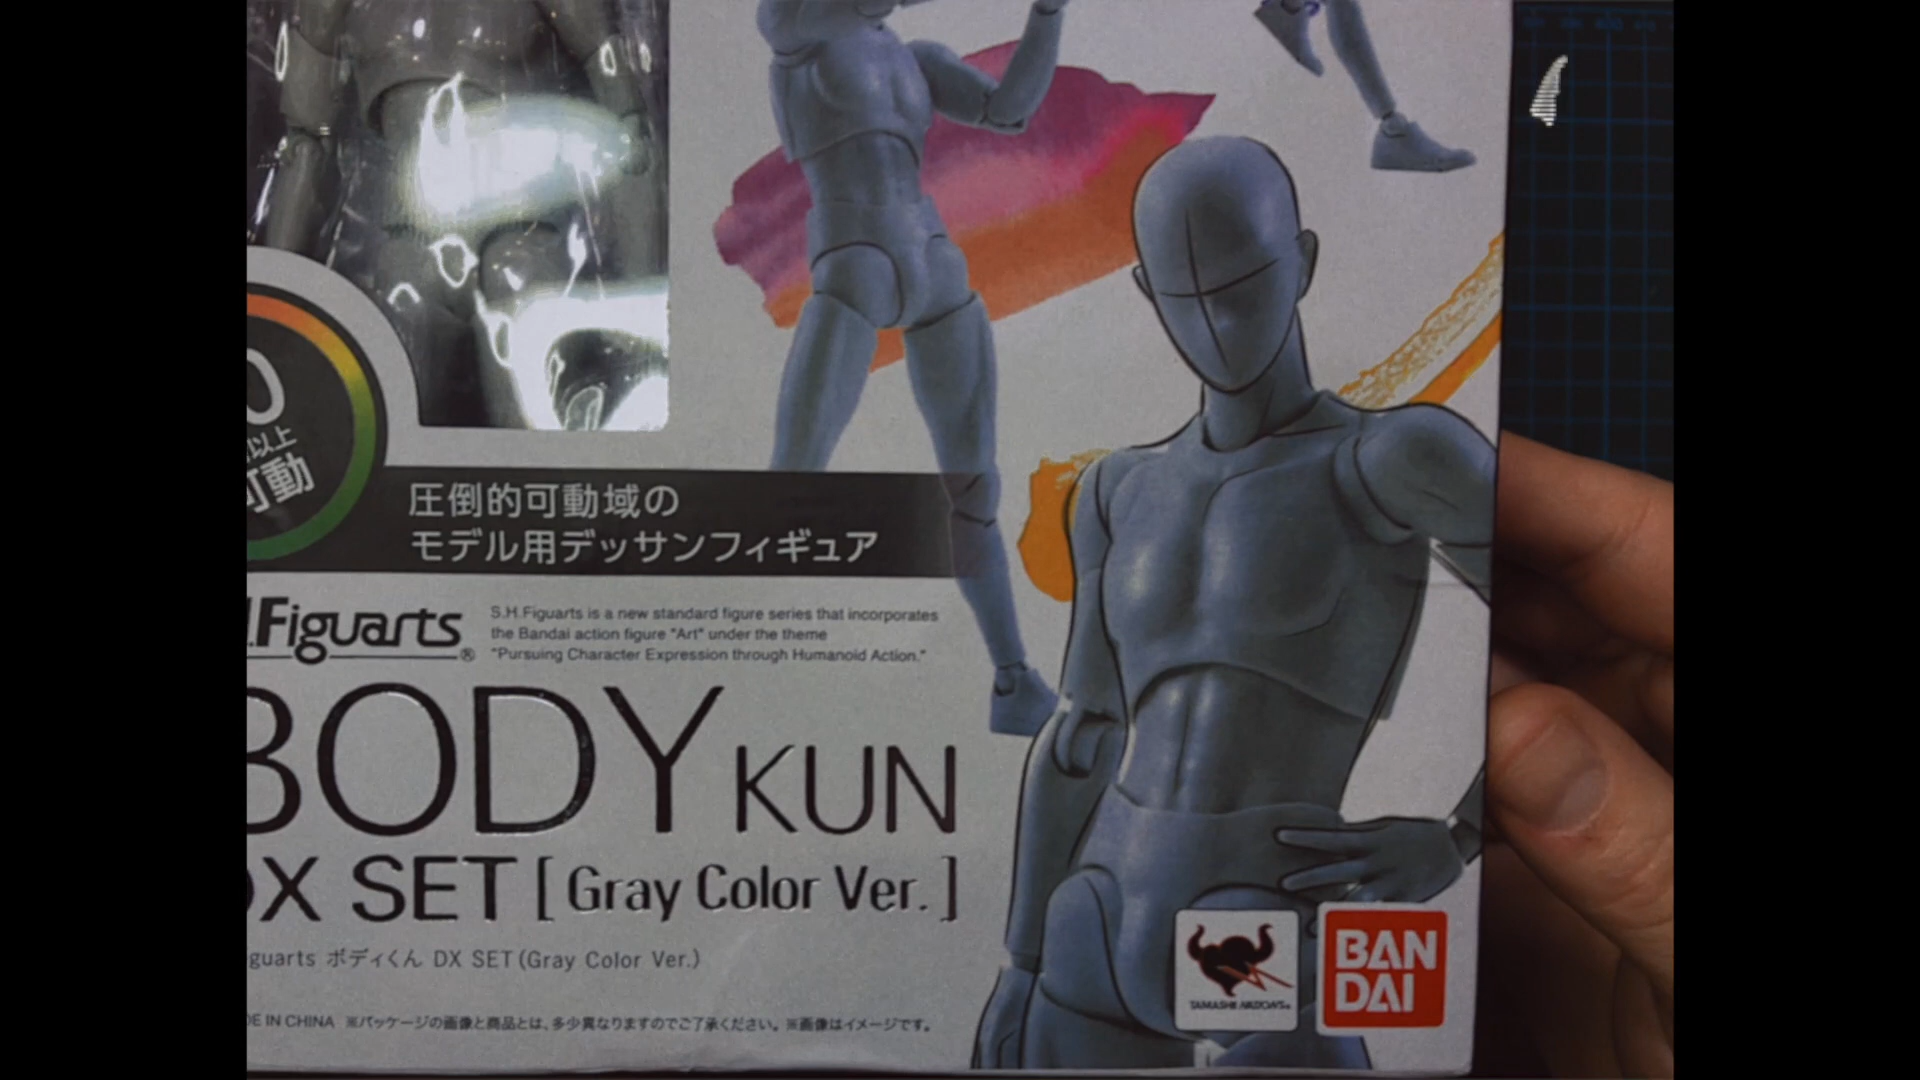 以上
可動
圧倒的可動域の
モデル用デッサンフィギュア
.Figuarts®
S.H.Figuarts is a new standard figure series that incorporates
the Bandai action figure "Art" under the theme
"Pursuing Character Expression through Humanoid Action."
BODY KUN
DX SET [Gray Color Ver.]
guarts ボディくん DX SET (Gray Color Ver.)
TAMASHII NATIONS
BAN
DAI
DE IN CHINA ※パッケージの画像と商品とは、多少異なりますのでご了承ください。※画像はイメージです。